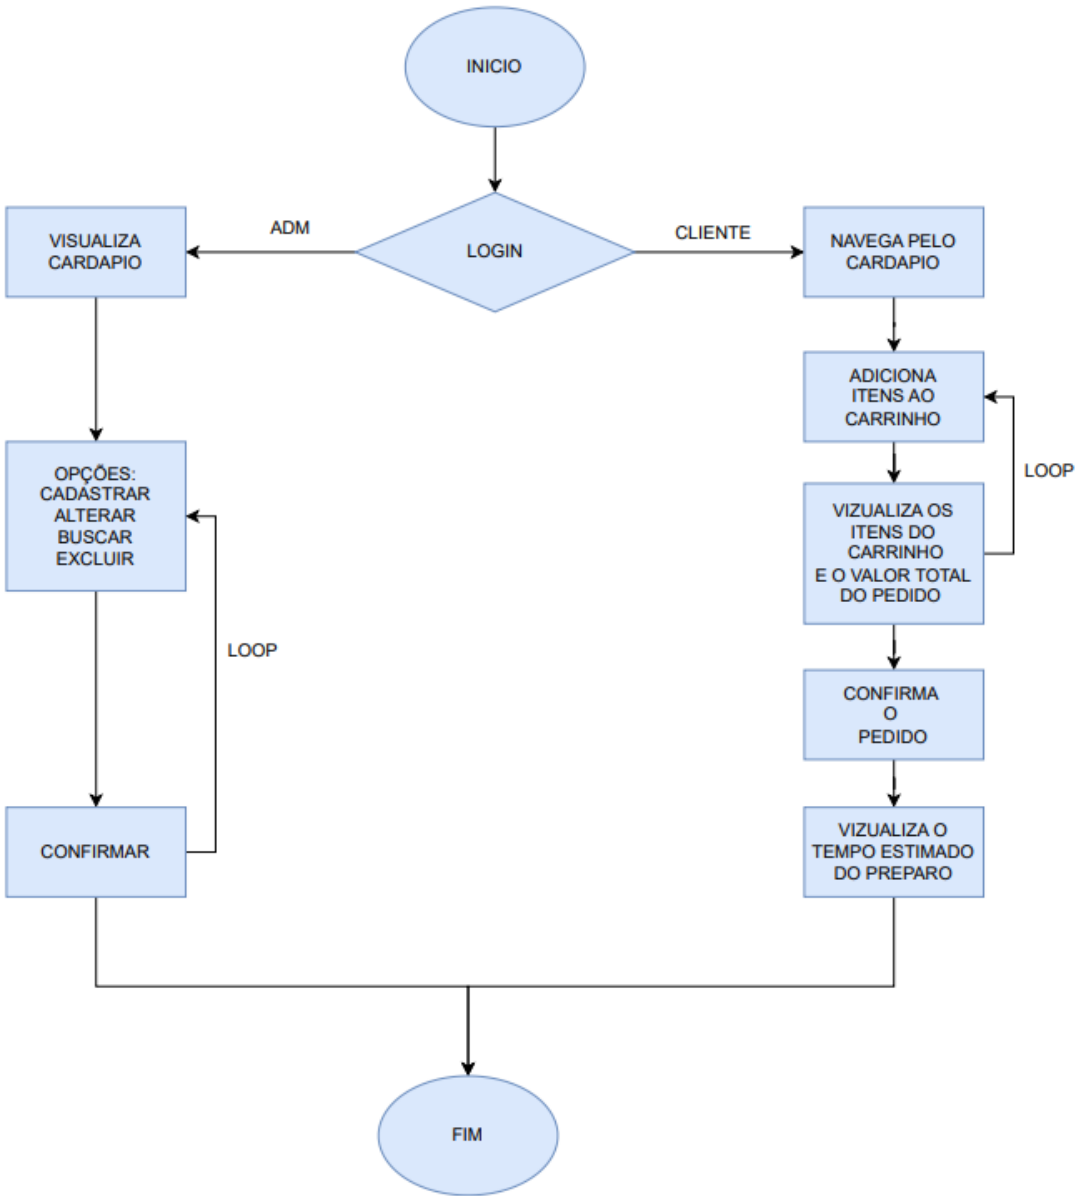 INICIO
LOGIN
ADM
CLIENTE
VISUALIZA
CARDAPIO
OPÇÕES:
CADASTRAR
ALTERAR
BUSCAR
EXCLUIR
LOOP
CONFIRMAR
NAVEGA PELO
CARDAPIO
ADICIONA
ITENS AO
CARRINHO
LOOP
VIZUALIZA OS
ITENS DO
CARRINHO
E O VALOR TOTAL
DO PEDIDO
CONFIRMA
O
PEDIDO
VIZUALIZA O
TEMPO ESTIMADO
DO PREPARO
FIM